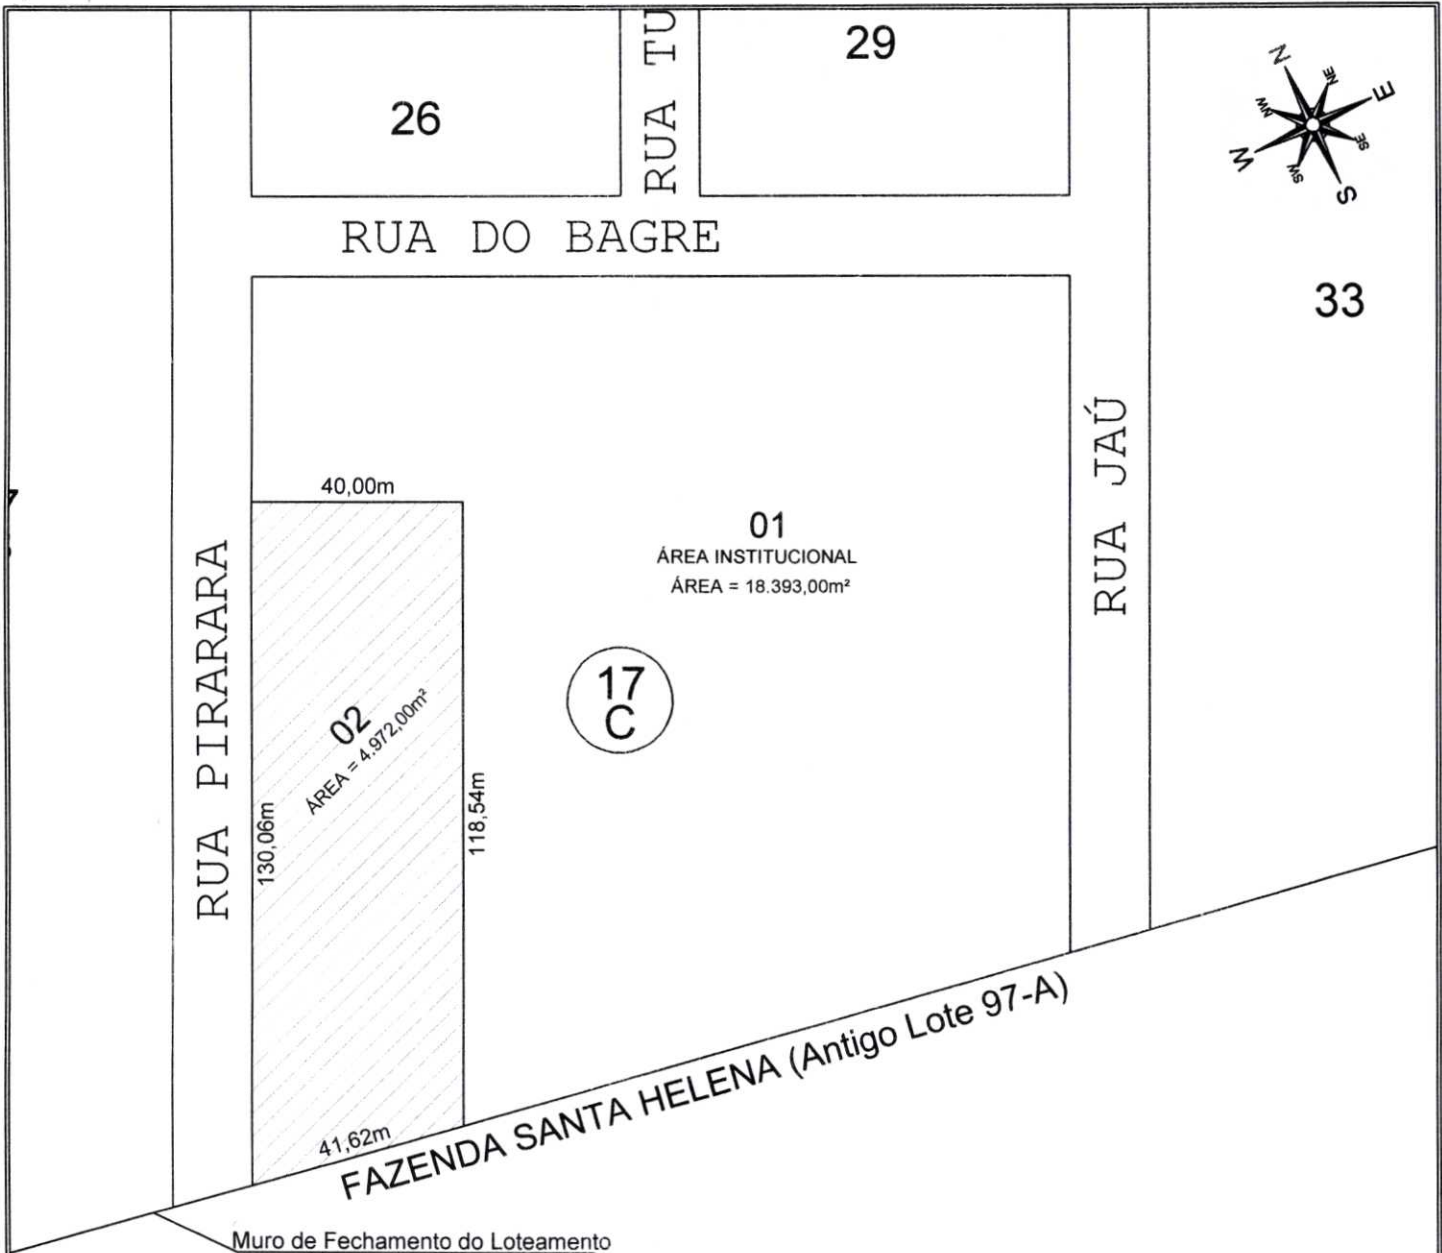 29
26
RUA TU
N
NE
E
SE
S
SW
W
NW
RUA DO BAGRE
33
RUA JAÚ
40,00m
01
ÁREA INSTITUCIONAL
ÁREA = 18.393,00m²
RUA PIRARARA
17
C
02
ÁREA = 4.972,00m²
130,06m
118,54m
41,62m
FAZENDA SANTA HELENA (Antigo Lote 97-A)
Muro de Fechamento do Loteamento